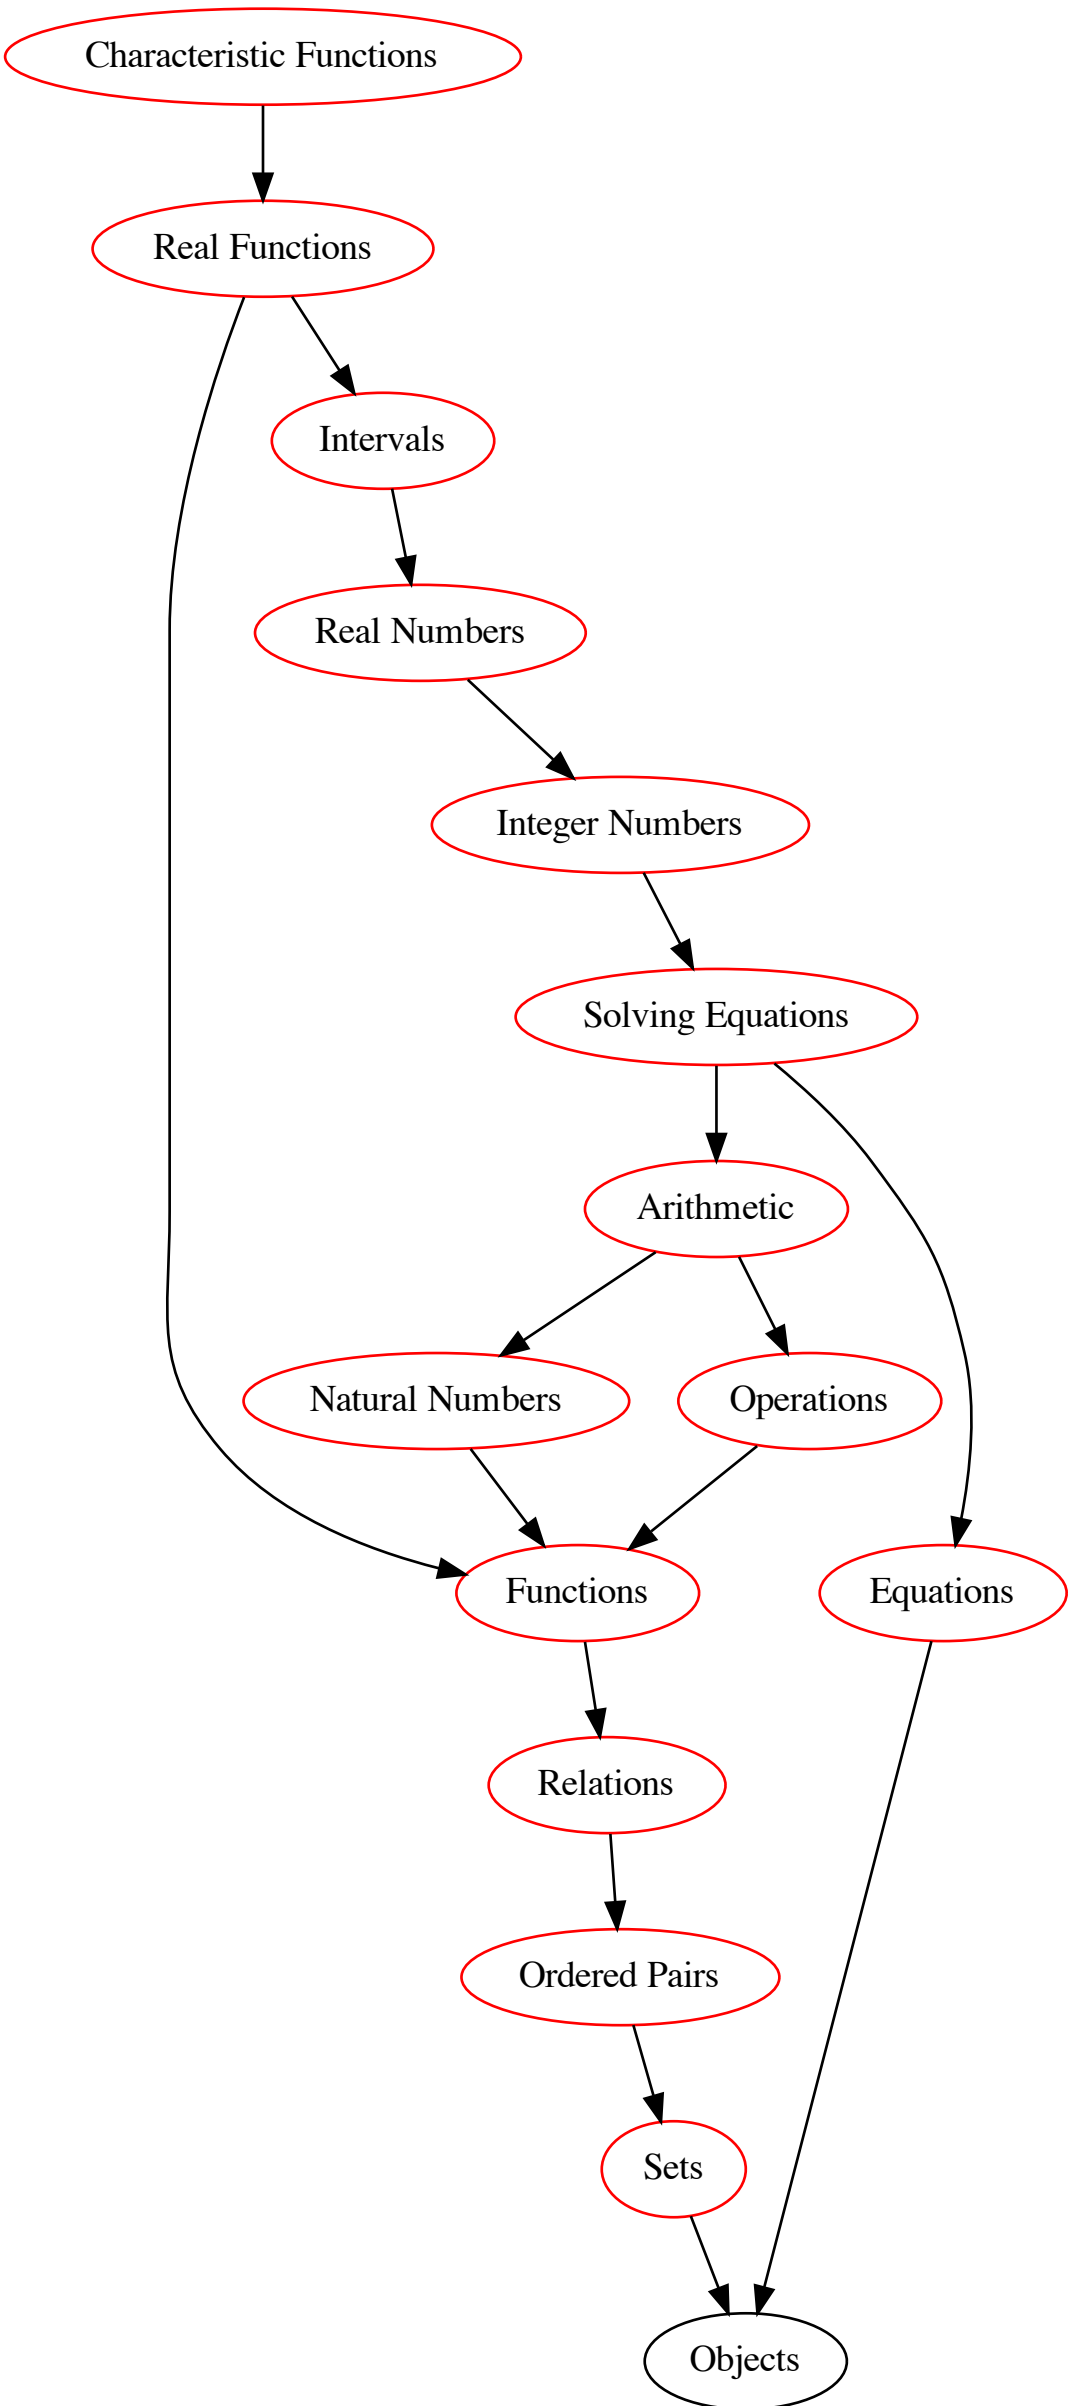 Characteristic Functions
Real Functions
Intervals
Real Numbers
Integer Numbers
Solving Equations
Arithmetic
Natural Numbers
Operations
Functions
Equations
Relations
Ordered Pairs
Sets
Objects